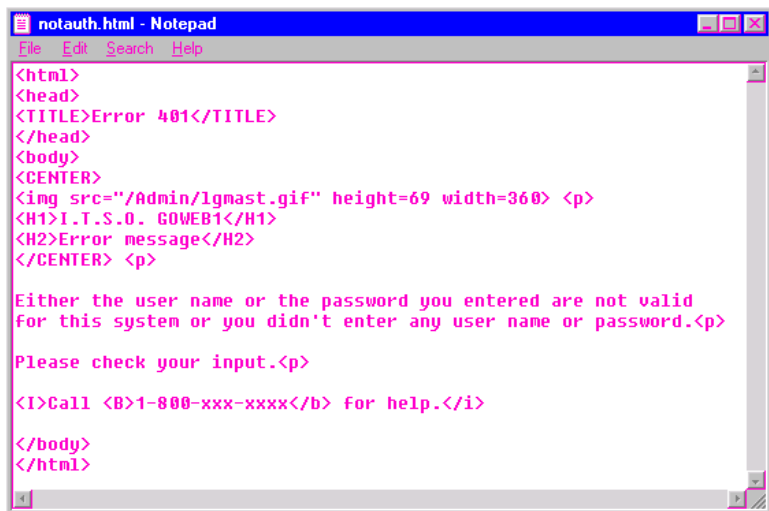 notauth.html - Notepad
File Edit Search Help
<html>
<head>
<TITLE>Error 401</TITLE>
</head>
<body>
<CENTER>
<img src="/Admin/lgmast.gif" height=69 width=360> <p>
<H1>I.T.S.O. GOWEB1</H1>
<H2>Error message</H2>
</CENTER> <p>
Either the user name or the password you entered are not valid
for this system or you didn't enter any user name or password.<p>
Please check your input.<p>
<I>Call <B>1-800-xxx-xxxx</b> for help.</i>
</body>
</html>